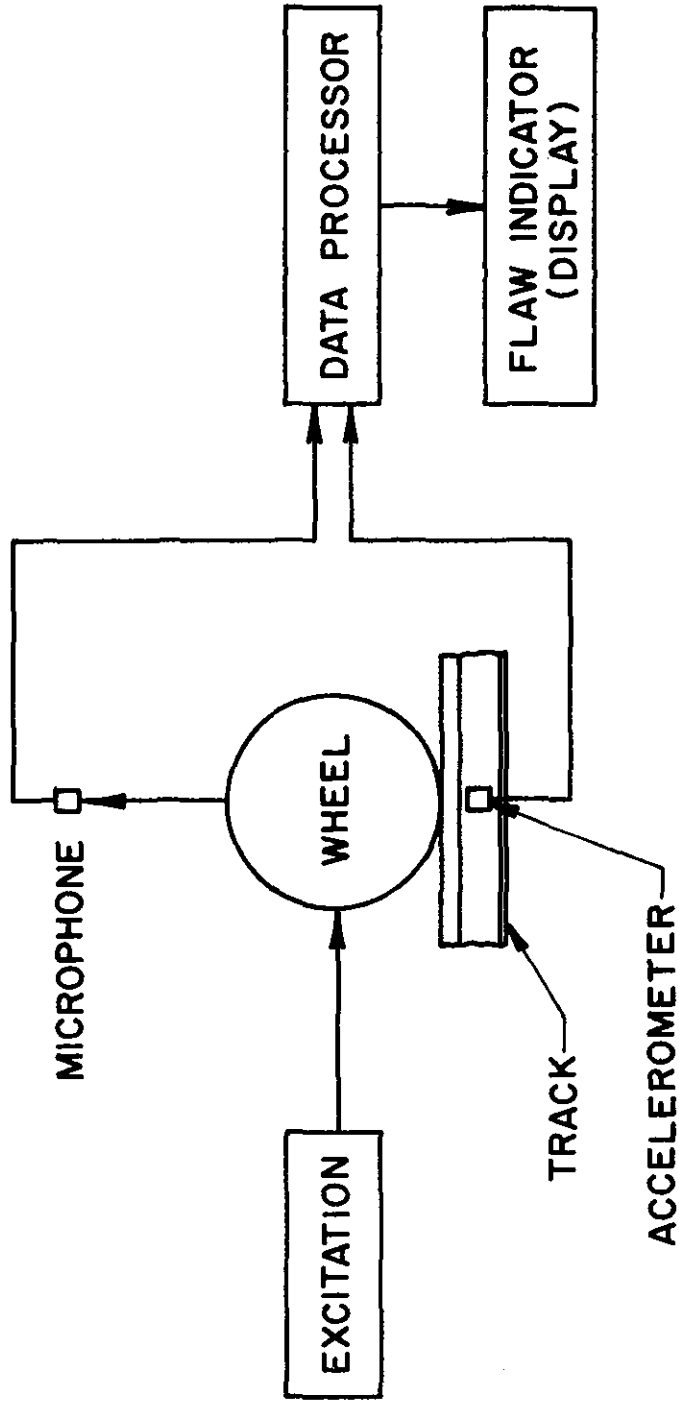 MICROPHONE
EXCITATION
WHEEL
DATA PROCESSOR
TRACK
ACCELEROMETER
FLAW INDICATOR
(DISPLAY)